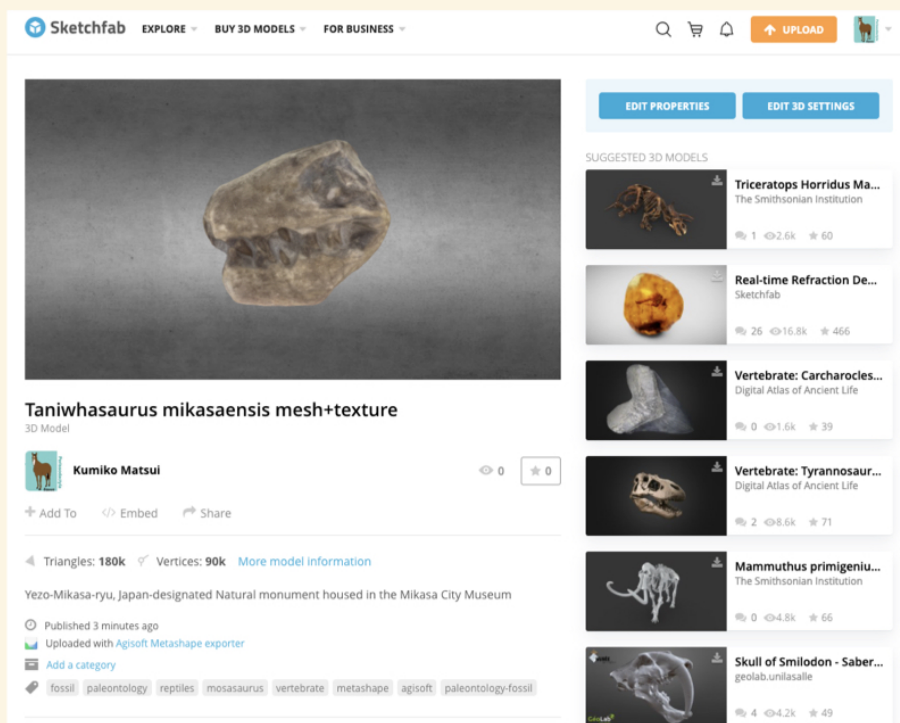 Sketchfab EXPLORE BUY 3D MODELS FOR BUSINESS UPLOAD
Taniwhasaurus mikasaensis mesh+texture
3D Model
Kumiko Matsui 0 0
Add To Embed Share
Triangles: 180k Vertices: 90k More model information
Yezo-Mikasa-ryu, Japan-designated Natural monument housed in the Mikasa City Museum
Published 3 minutes ago
Uploaded with Agisoft Metashape exporter
Add a category
fossil paleontology reptiles mosasaurus vertebrate metashape agisoft paleontology-fossil
EDIT PROPERTIES EDIT 3D SETTINGS
SUGGESTED 3D MODELS
Triceratops Horridus Ma...
The Smithsonian Institution
1 2.6k 60
Real-time Refraction De...
Sketchfab
26 16.8k 466
Vertebrate: Carcharocles...
Digital Atlas of Ancient Life
0 1.6k 39
Vertebrate: Tyrannosaur...
Digital Atlas of Ancient Life
2 8.6k 71
Mammuthus primigeniu...
The Smithsonian Institution
0 4.8k 66
Skull of Smilodon - Saber...
geolab.unilasalle
4 4.2k 49
GeoLab